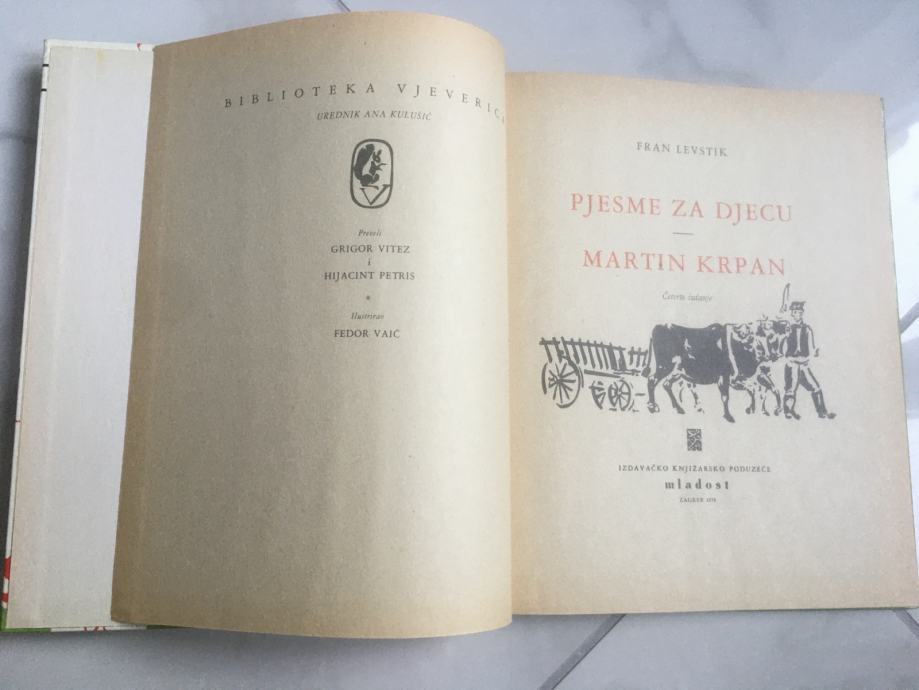 BIBLIOTEKA VJEVERICA
UREDNIK ANA KULUŠIĆ
V
Preveli
GRIGOR VITEZ
i
HIJACINT PETRIS
*
Ilustrirao
FEDOR VAIĆ
FRAN LEVSTIK
PJESME ZA DJECU
—
MARTIN KRPAN
Četvrto izdanje
IZDAVAČKO KNJIŽARSKO PODUZEĆE
mladost
ZAGREB